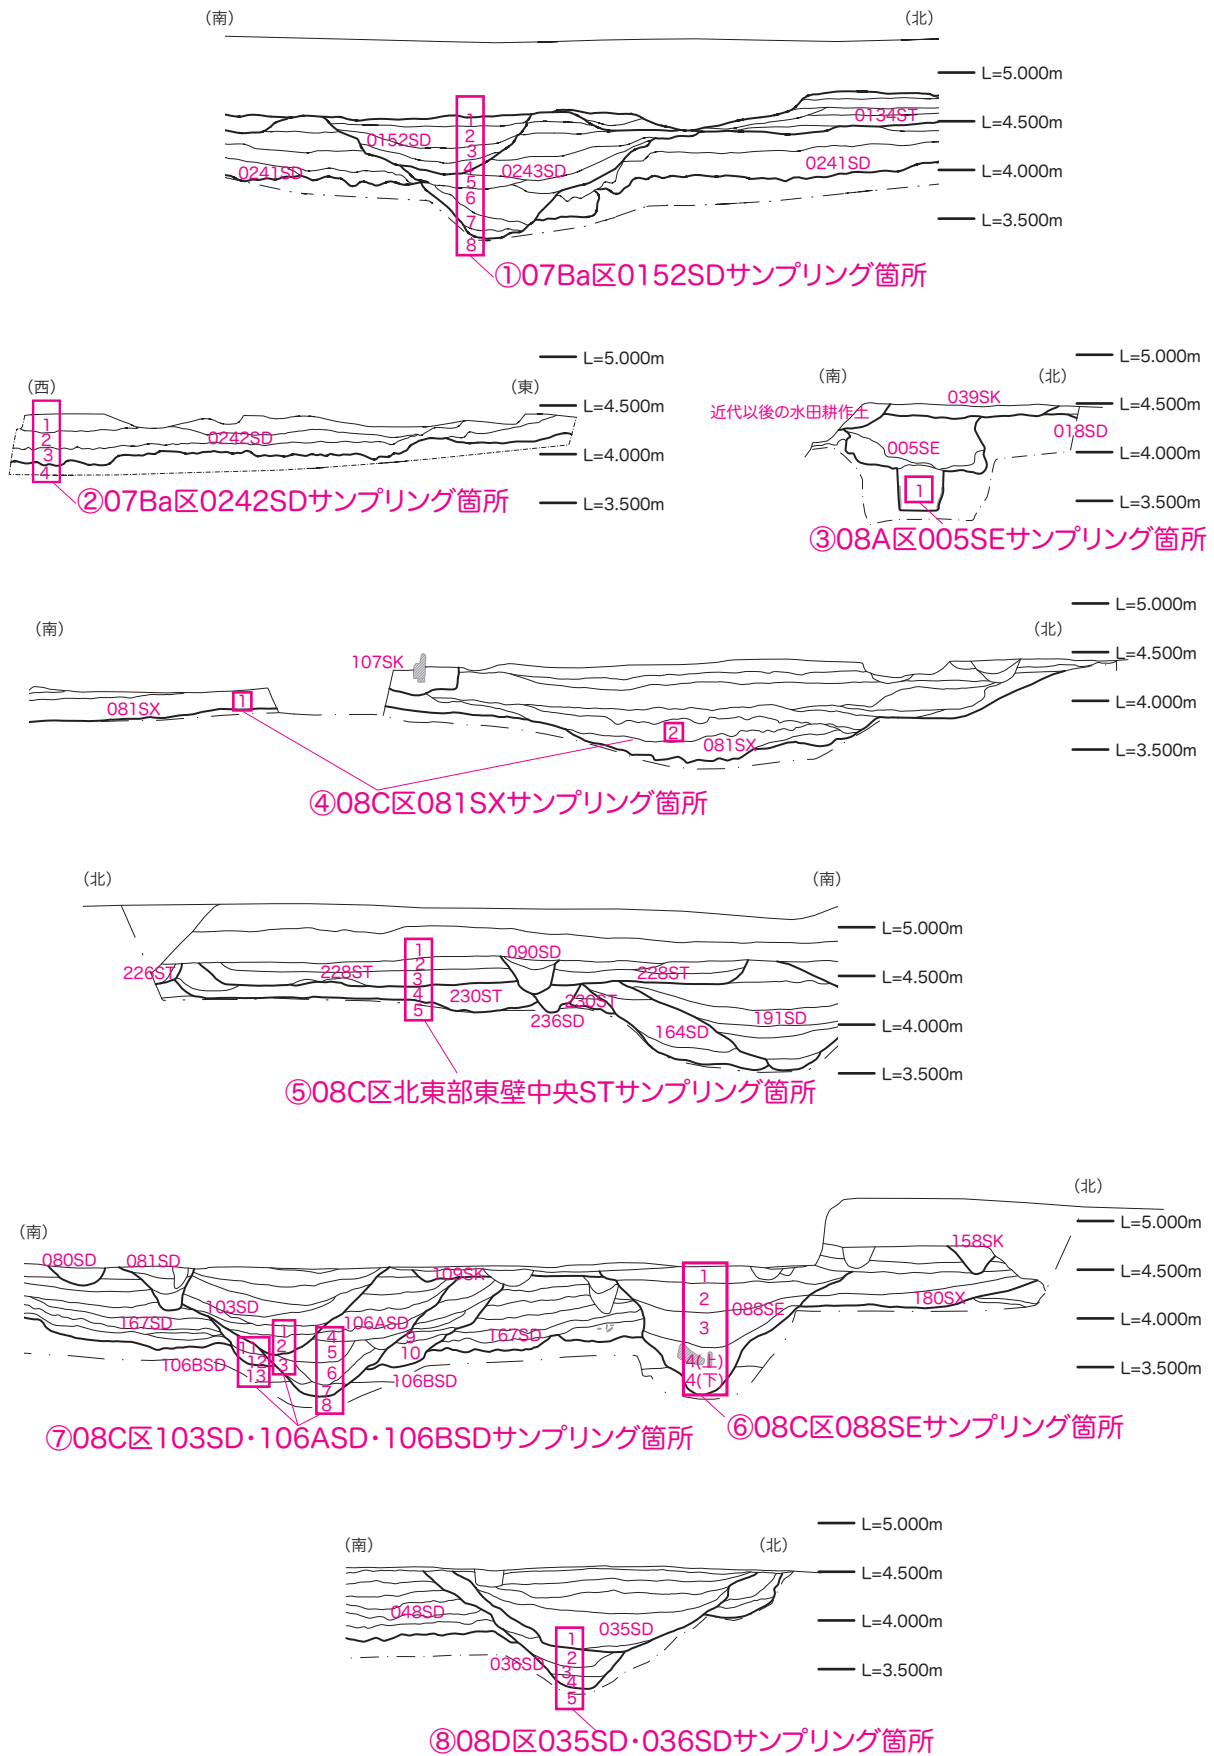 （南）
（北）
L=5.000m
0134ST
L=4.500m
1
0152SD
2
3
4
0243SD
0241SD
L=4.000m
0241SD
5
6
7
L=3.500m
8
①07Ba区0152SDサンプリング箇所
L=5.000m
（西）
（東）
L=4.500m
1
2
0242SD
3
L=4.000m
4
②07Ba区0242SDサンプリング箇所
L=3.500m
L=5.000m
（南）
（北）
039SK
L=4.500m
近代以後の水田耕作土
018SD
005SE
L=4.000m
1
L=3.500m
③08A区005SEサンプリング箇所
L=5.000m
（南）
（北）
L=4.500m
107SK
081SX
1
L=4.000m
2
081SX
L=3.500m
④08C区081SXサンプリング箇所
（北）
（南）
L=5.000m
1
090SD
2
226ST
228ST
3
228ST
L=4.500m
4
230ST
230ST
5
236SD
191SD
L=4.000m
164SD
L=3.500m
⑤08C区北東部東壁中央STサンプリング箇所
（北）
（南）
L=5.000m
158SK
080SD
081SD
109SK
1
L=4.500m
2
088SE
180SX
103SD
167SD
106ASD
3
L=4.000m
1
4
9
167SD
11
2
5
10
12
3
106BSD
13
6
106BSD
4(上)
L=3.500m
4(下)
7
8
⑦08C区103SD・106ASD・106BSDサンプリング箇所
⑥08C区088SEサンプリング箇所
L=5.000m
（南）
（北）
L=4.500m
048SD
L=4.000m
035SD
1
2
036SD
3
L=3.500m
4
5
⑧08D区035SD・036SDサンプリング箇所